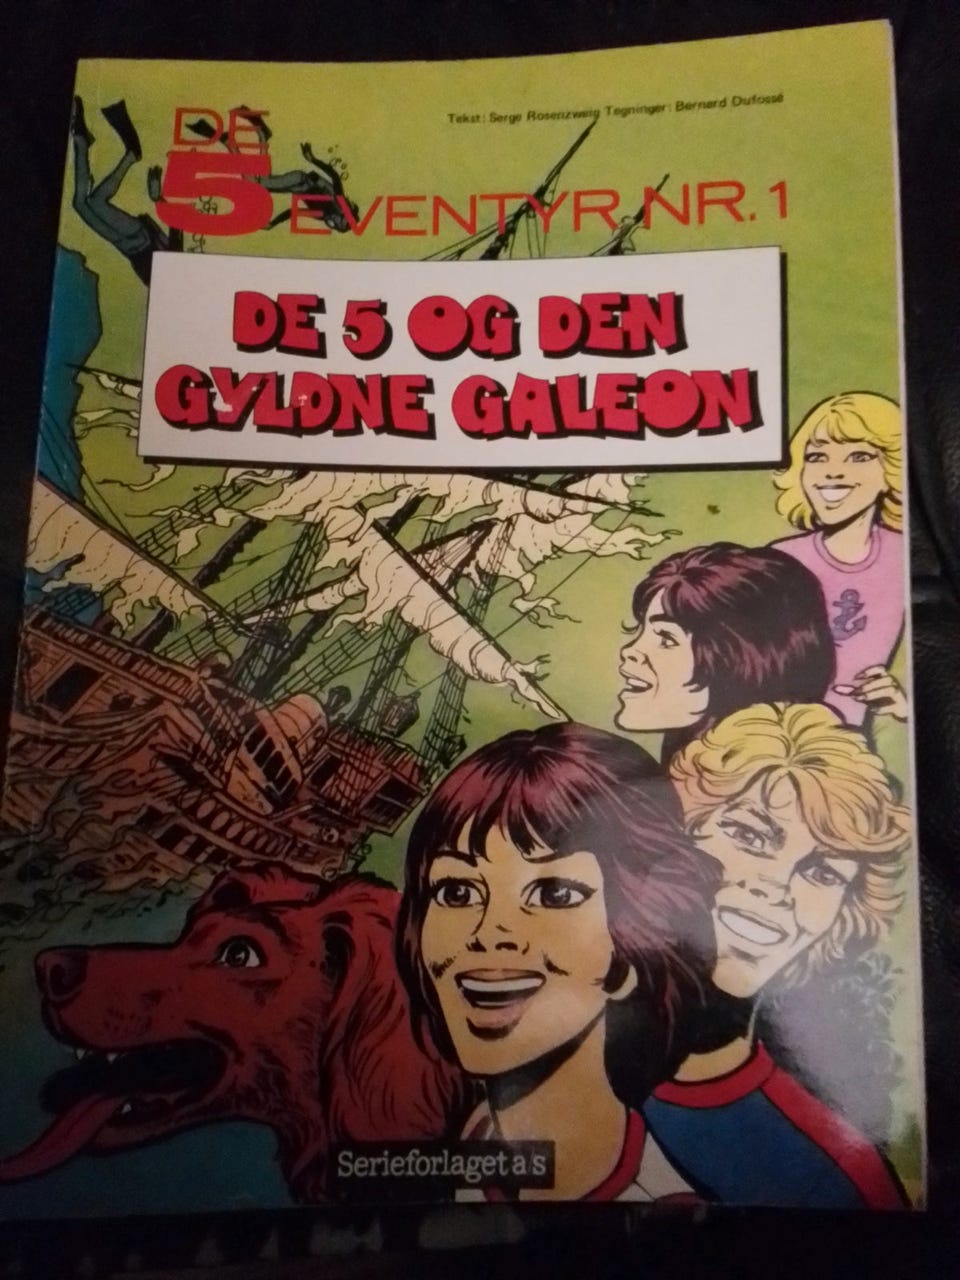 Tekst: Serge Rosenzweig Tegninger: Bernard Dufossé
DE
5 EVENTYR NR. 1
DE 5 OG DEN
GYLDNE GALEON
Serieforlaget a/s